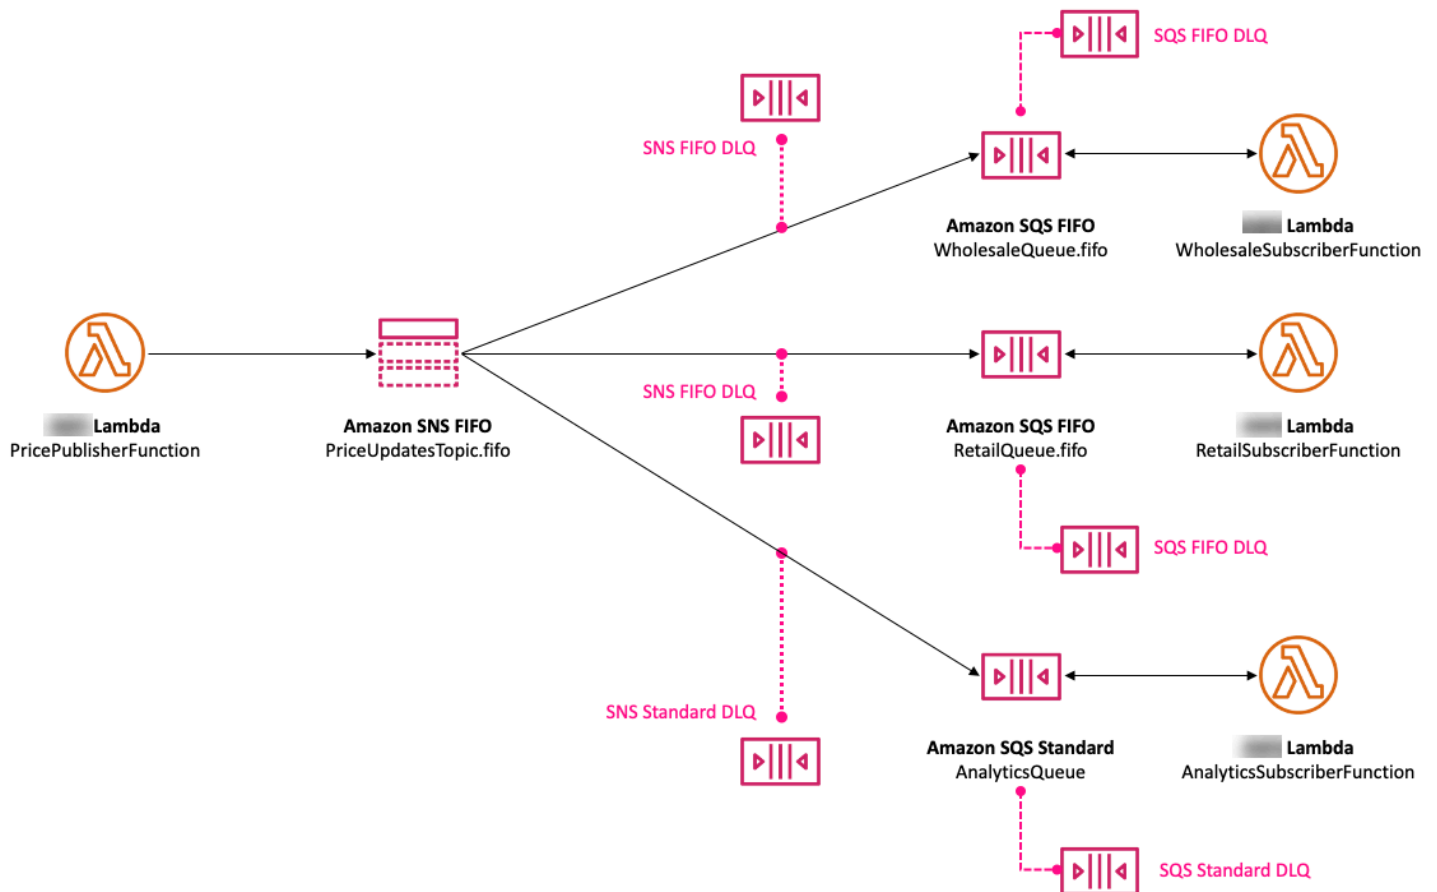 SQS FIFO DLQ
SNS FIFO DLQ
Amazon SQS FIFO
WholesaleQueue.fifo
Lambda
WholesaleSubscriberFunction
Lambda
PricePublisherFunction
Amazon SNS FIFO
PriceUpdatesTopic.fifo
SNS FIFO DLQ
Amazon SQS FIFO
RetailQueue.fifo
Lambda
RetailSubscriberFunction
SQS FIFO DLQ
SNS Standard DLQ
Amazon SQS Standard
AnalyticsQueue
Lambda
AnalyticsSubscriberFunction
SQS Standard DLQ